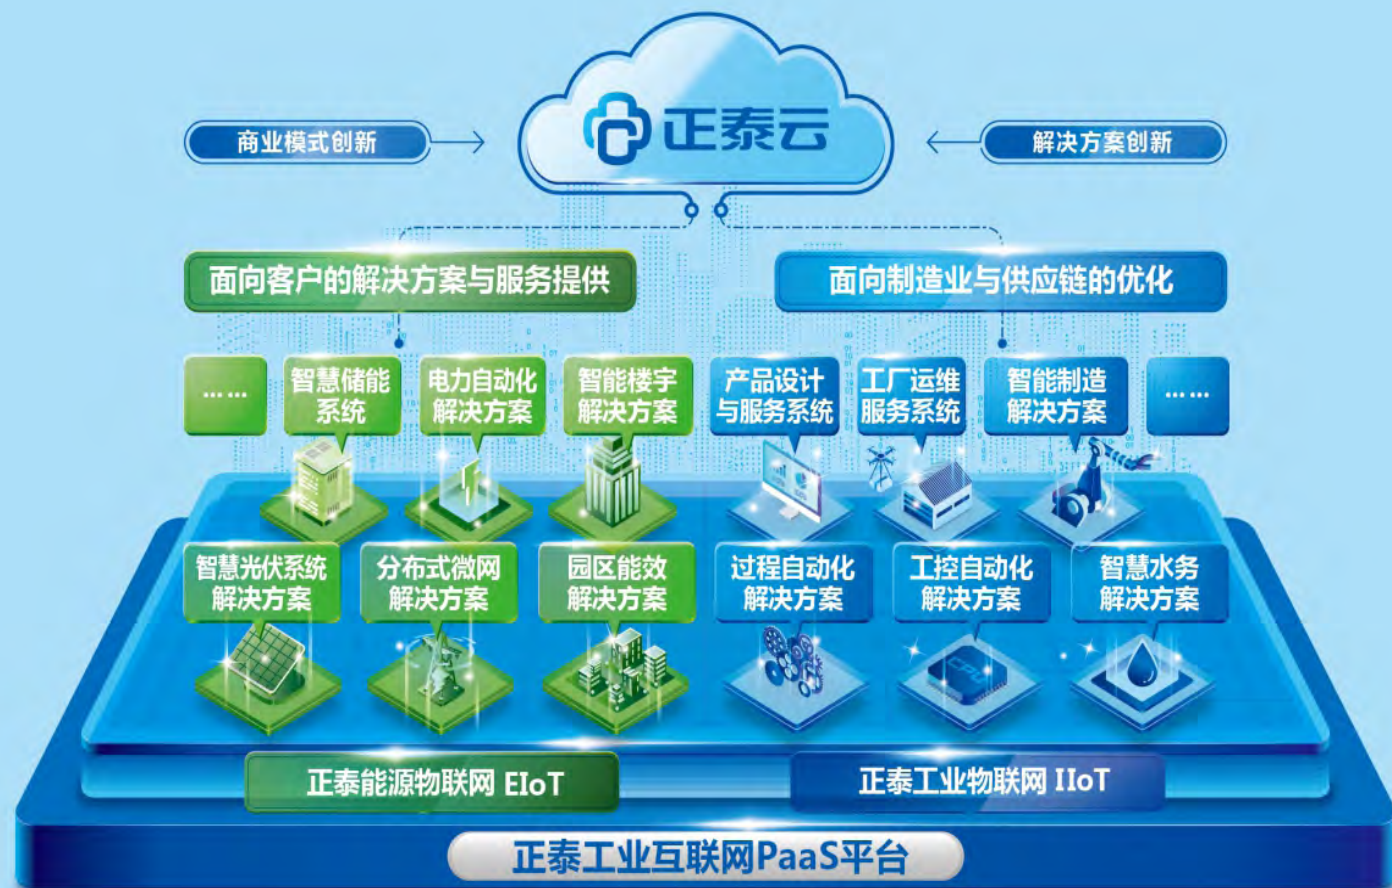 正泰云
商业模式创新
解决方案创新
面向客户的解决方案与服务提供
面向制造业与供应链的优化
……
智慧储能
系统
电力自动化
解决方案
智能楼宇
解决方案
产品设计
与服务系统
工厂运维
服务系统
智能制造
解决方案
……
智慧光伏系统
解决方案
分布式微网
解决方案
园区能效
解决方案
过程自动化
解决方案
工控自动化
解决方案
智慧水务
解决方案
CPU
正泰能源物联网 EIoT
正泰工业物联网 IIoT
正泰工业互联网PaaS平台